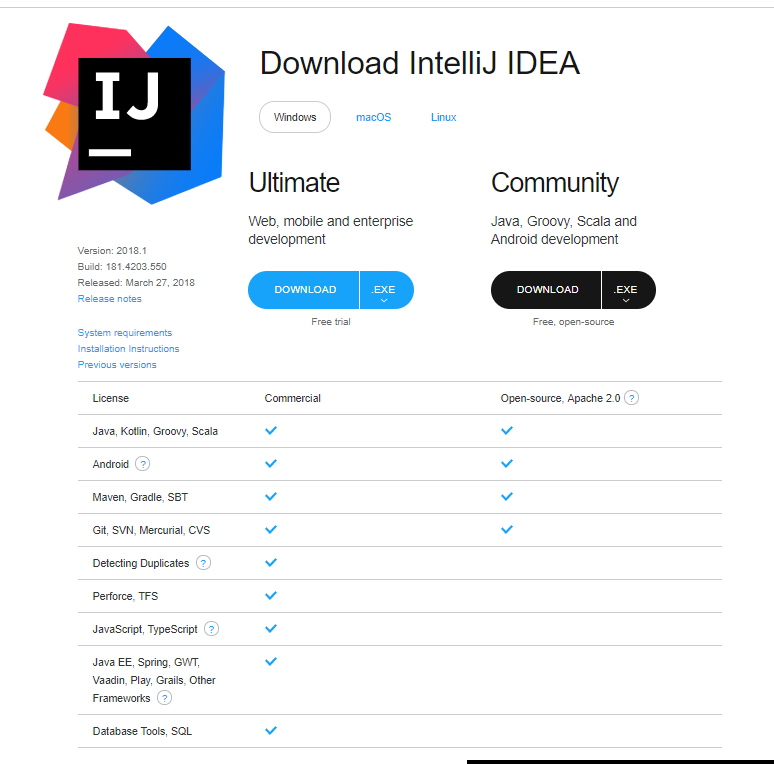 IJ
Download IntelliJ IDEA
Windows macOS Linux
Ultimate
Web, mobile and enterprise
development
DOWNLOAD .EXE
Free trial
Community
Java, Groovy, Scala and
Android development
DOWNLOAD .EXE
Free, open-source
Version: 2018.1
Build: 181.4203.550
Released: March 27, 2018
Release notes
System requirements
Installation Instructions
Previous versions
License Commercial Open-source, Apache 2.0 ?
Java, Kotlin, Groovy, Scala
Android ?
Maven, Gradle, SBT
Git, SVN, Mercurial, CVS
Detecting Duplicates ?
Perforce, TFS
JavaScript, TypeScript ?
Java EE, Spring, GWT,
Vaadin, Play, Grails, Other
Frameworks ?
Database Tools, SQL